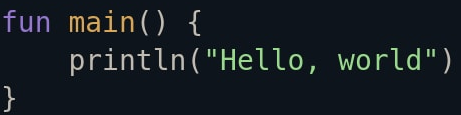 fun main() {
    println("Hello, world")
}